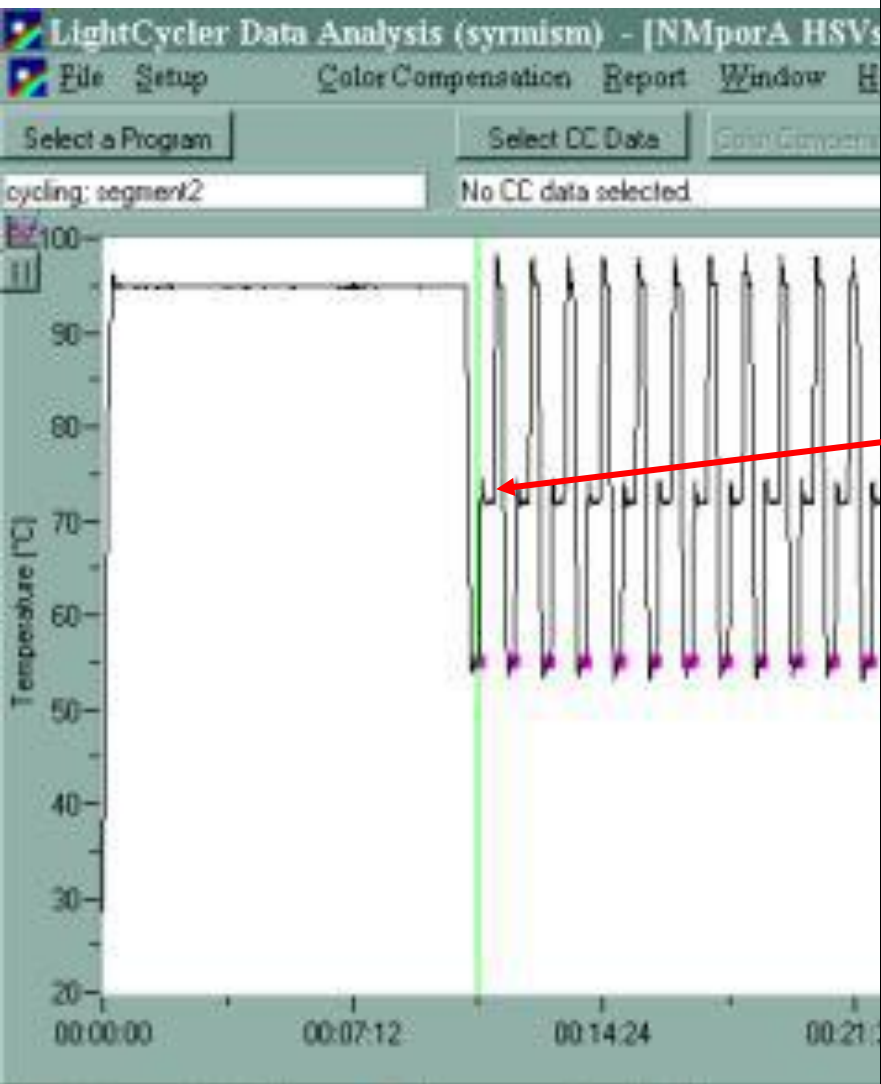 LightCycler Data Analysis (syrmism) - [NMporA HSVs
File Setup Color Compensation Report Window H
Select a Program Select CC Data
cycling; segment2 No CC data selected.
100
90
80
70
60
50
40
30
20
Temperature [°C]
00:00:00 00:07:12 00:14:24 00:21: